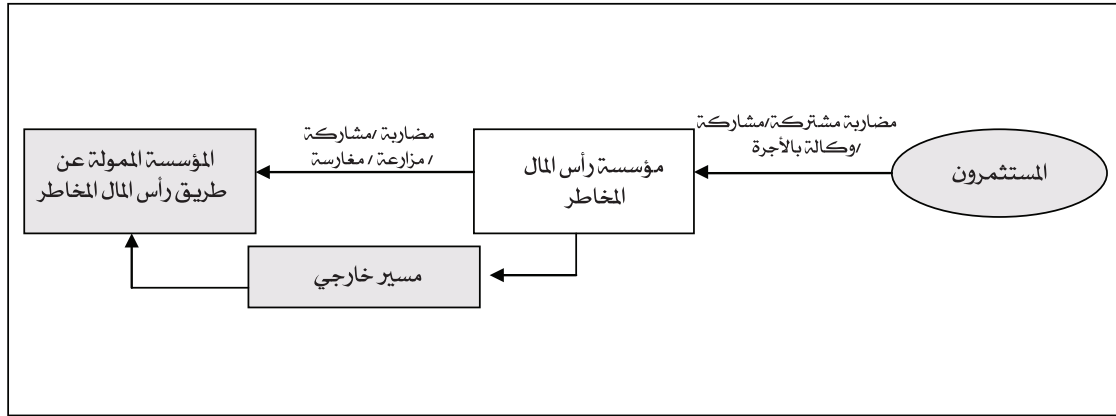 المستثمرون
مضاربة مشتركة/مشاركة
/وكالة بالأجرة
مؤسسة رأس المال
المخاطر
مضاربة /مشاركة
/ مزارعة / مغارسة
المؤسسة الممولة عن
طريق رأس المال المخاطر
مسير خارجي